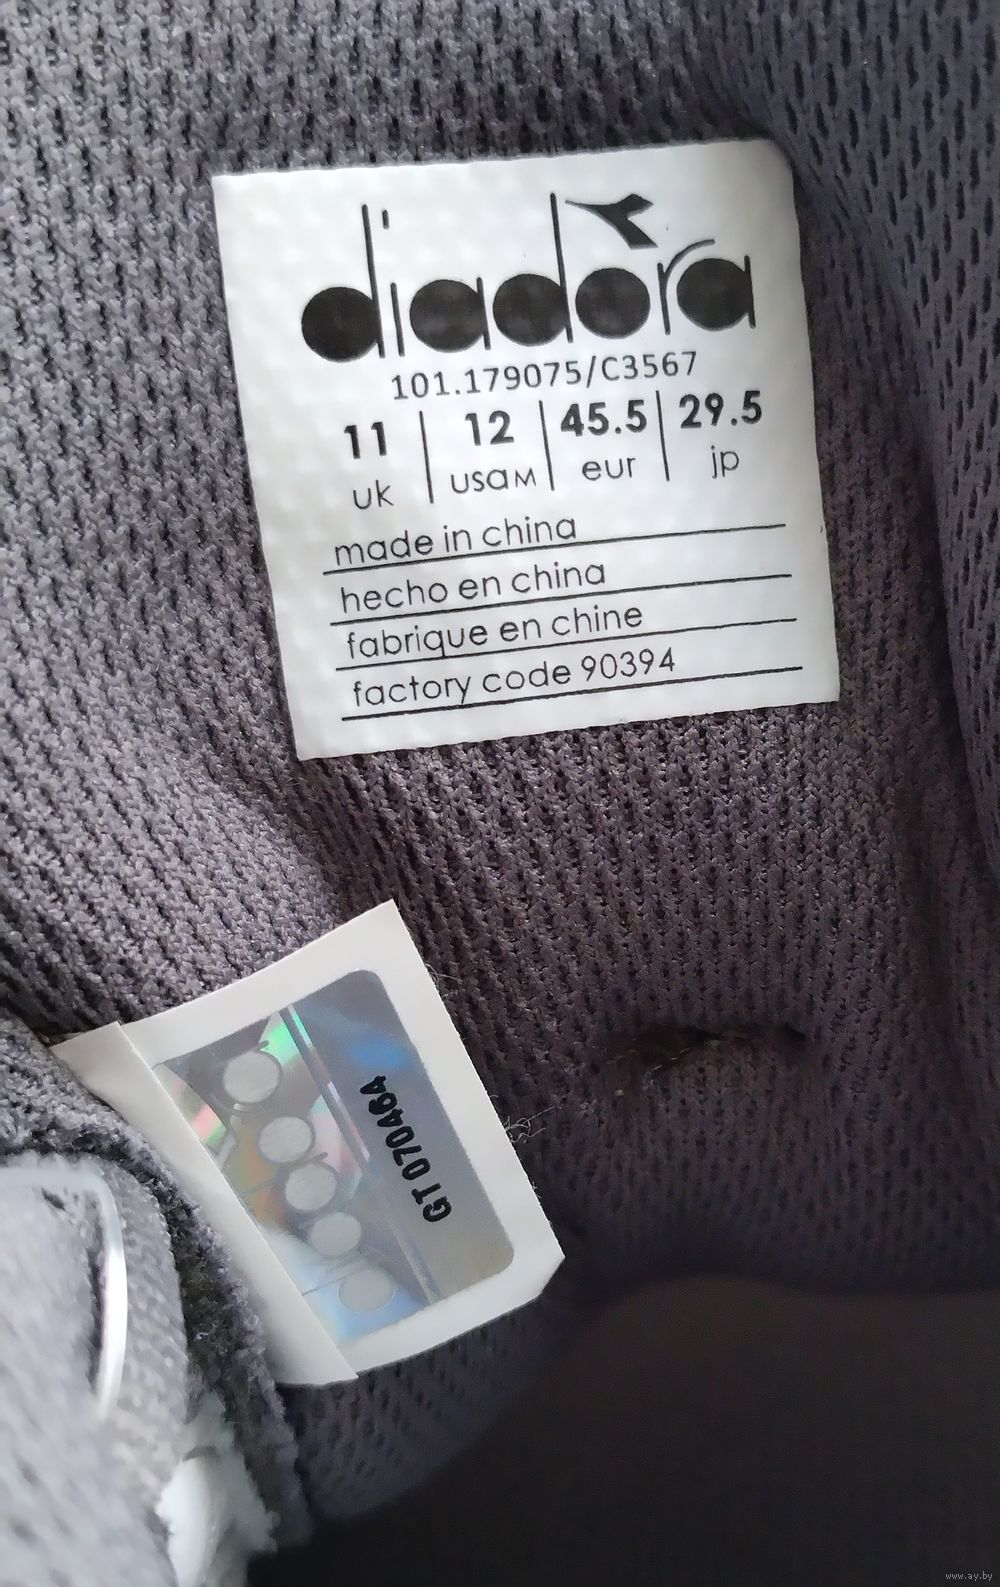 diadora
101.179075/C3567
11 12 45.5 29.5
uk usaM eur jp
made in china
hecho en china
fabrique en chine
factory code 90394
GT 070464
www.ay.by